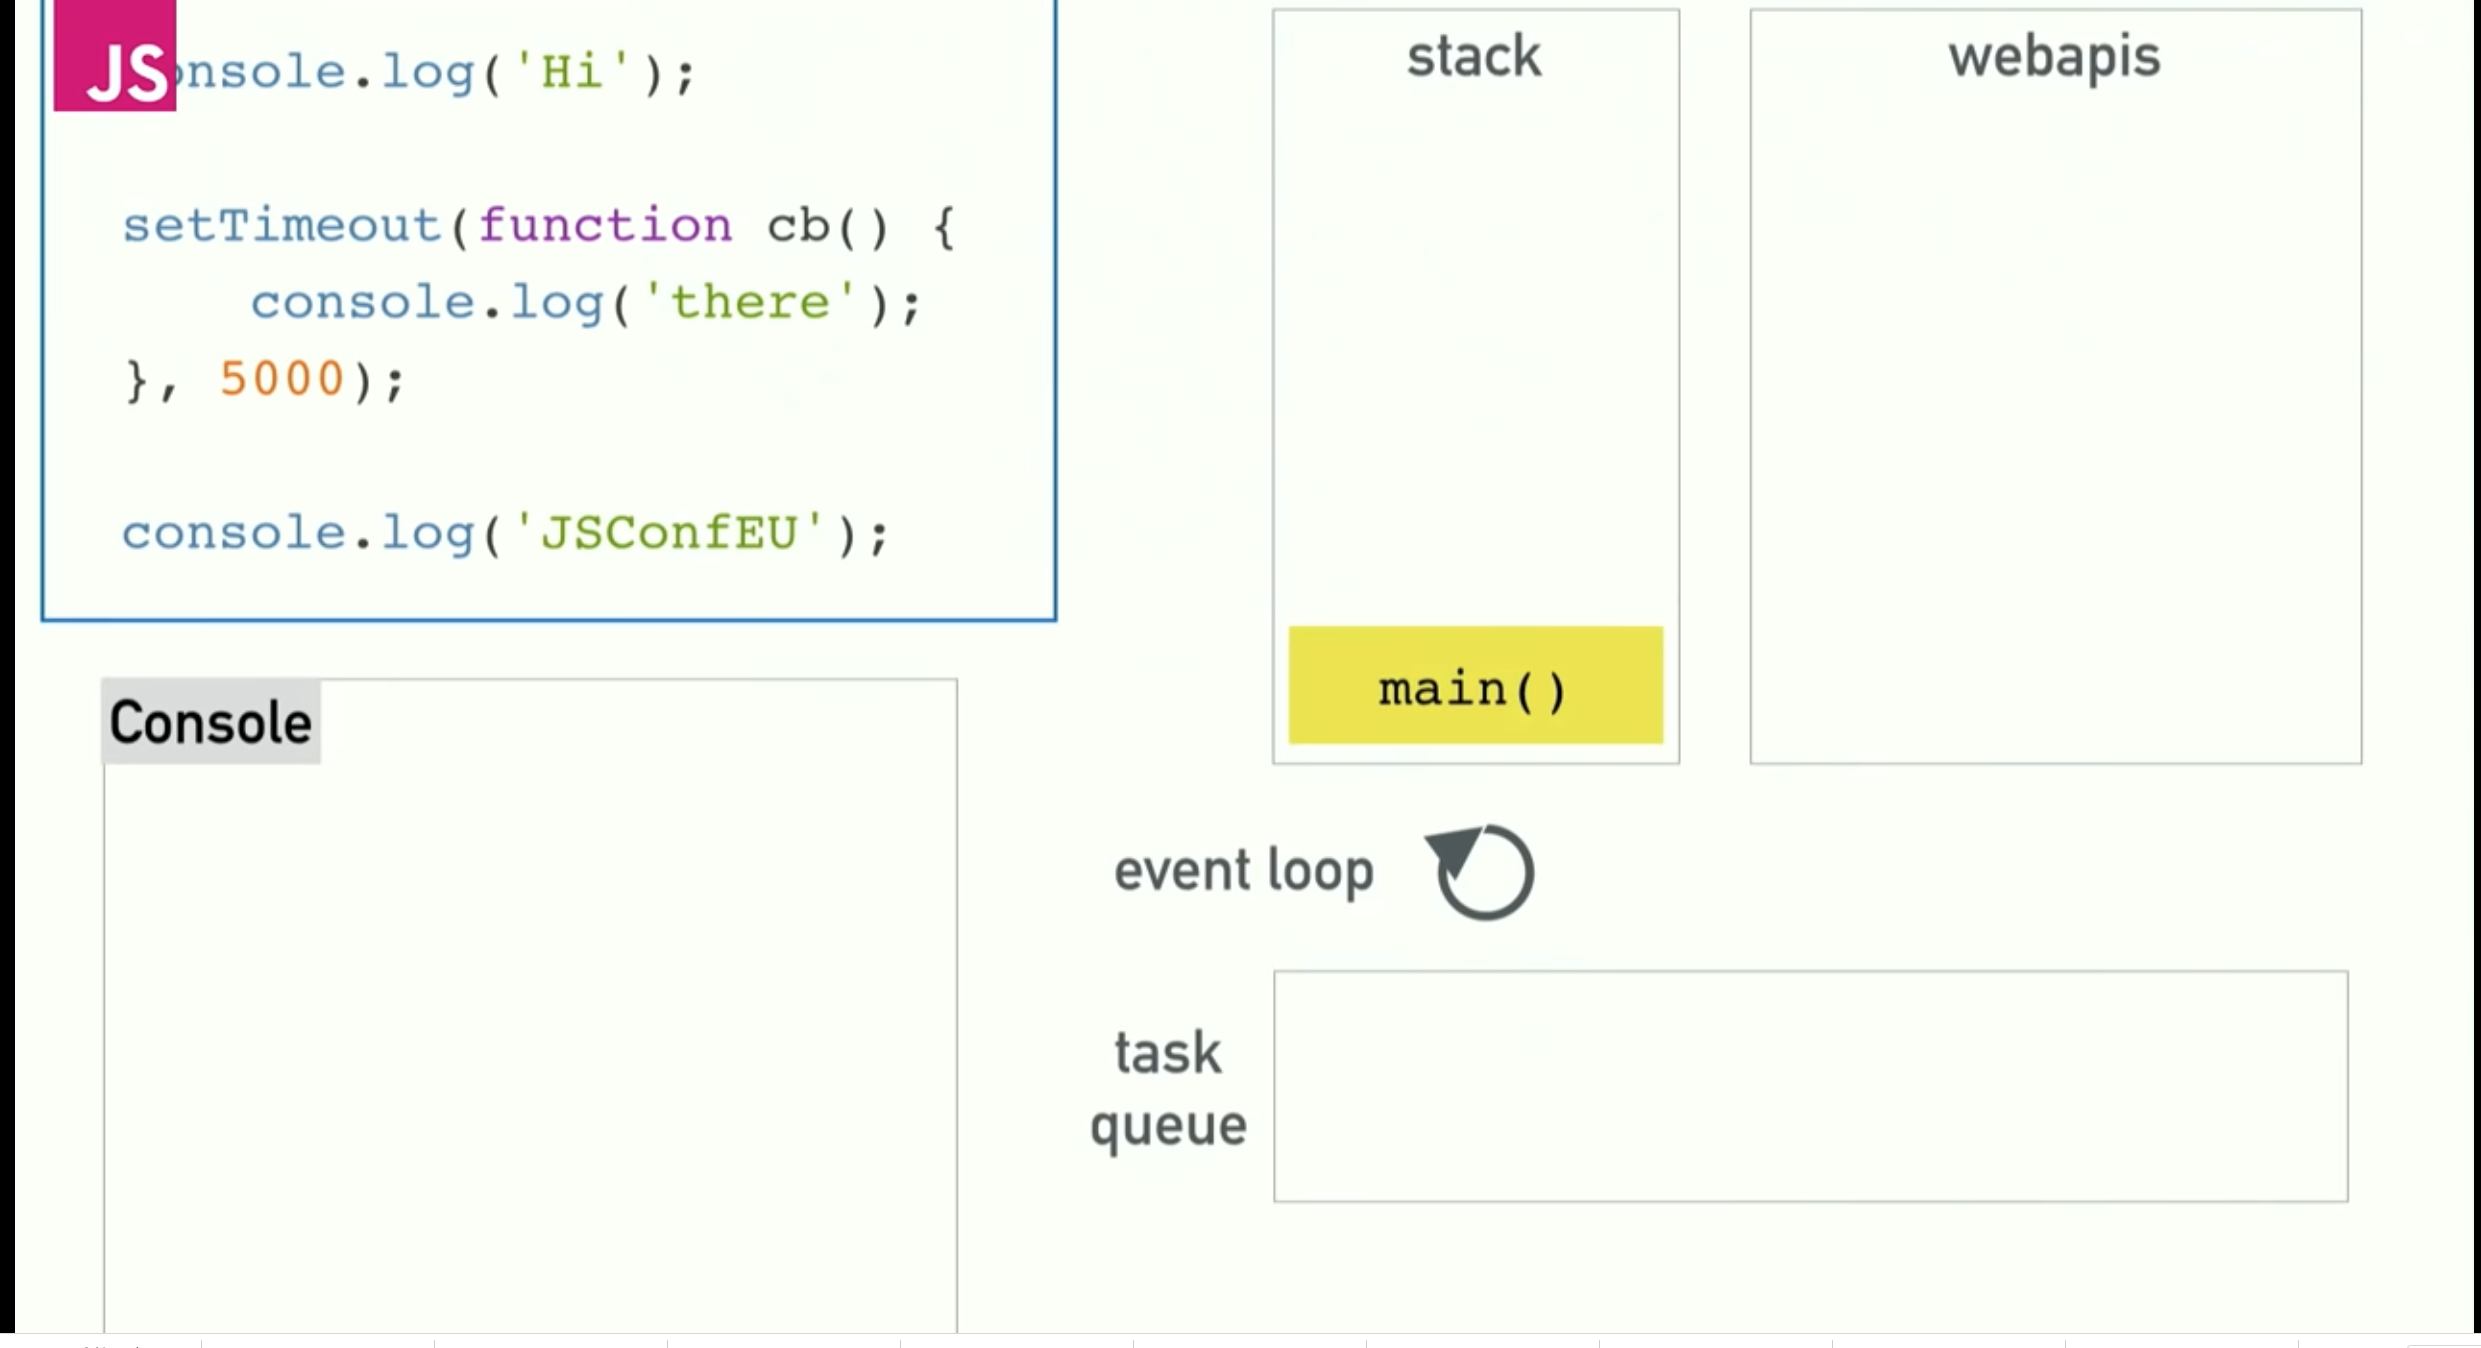 JS
onsole.log('Hi');
setTimeout(function cb() {
    console.log('there');
}, 5000);
console.log('JSConfEU');
Console
stack
main()
webapis
event loop
task
queue